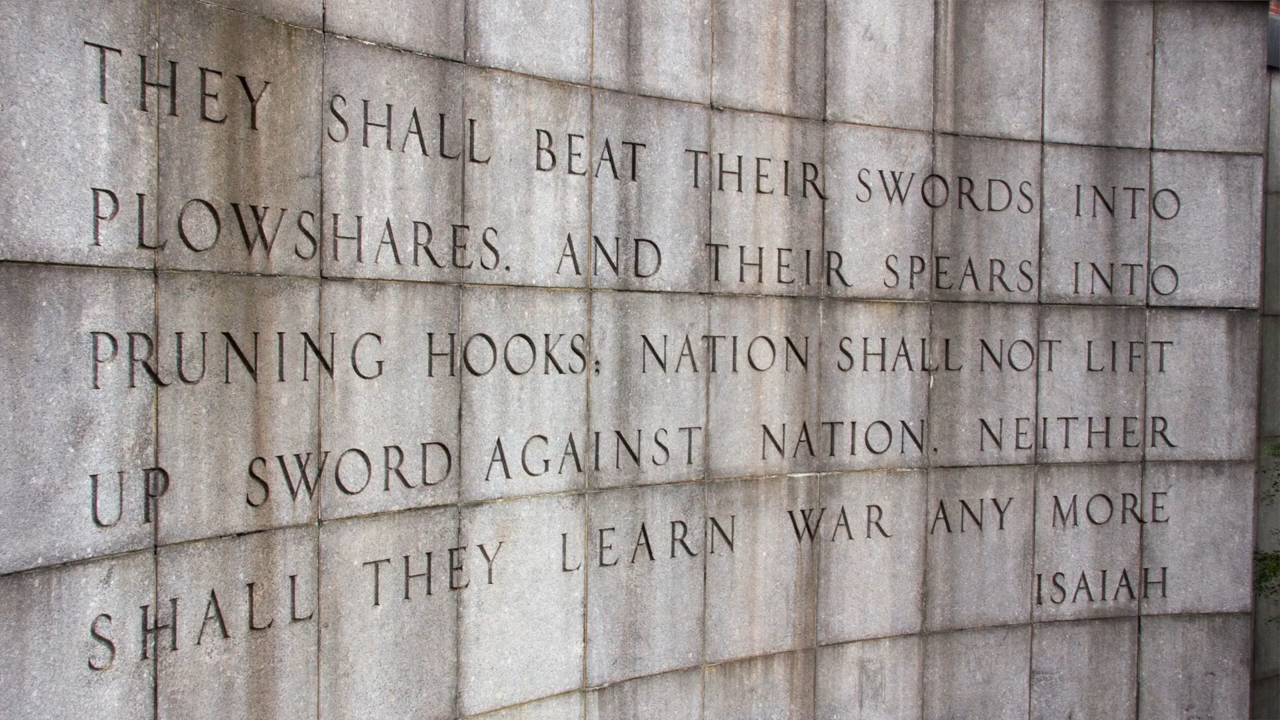 THEY SHALL BEAT THEIR SWORDS INTO
PLOWSHARES. AND THEIR SPEARS INTO
PRUNING HOOKS; NATION SHALL NOT LIFT
UP SWORD AGAINST NATION. NEITHER
SHALL THEY LEARN WAR ANY MORE
ISAIAH